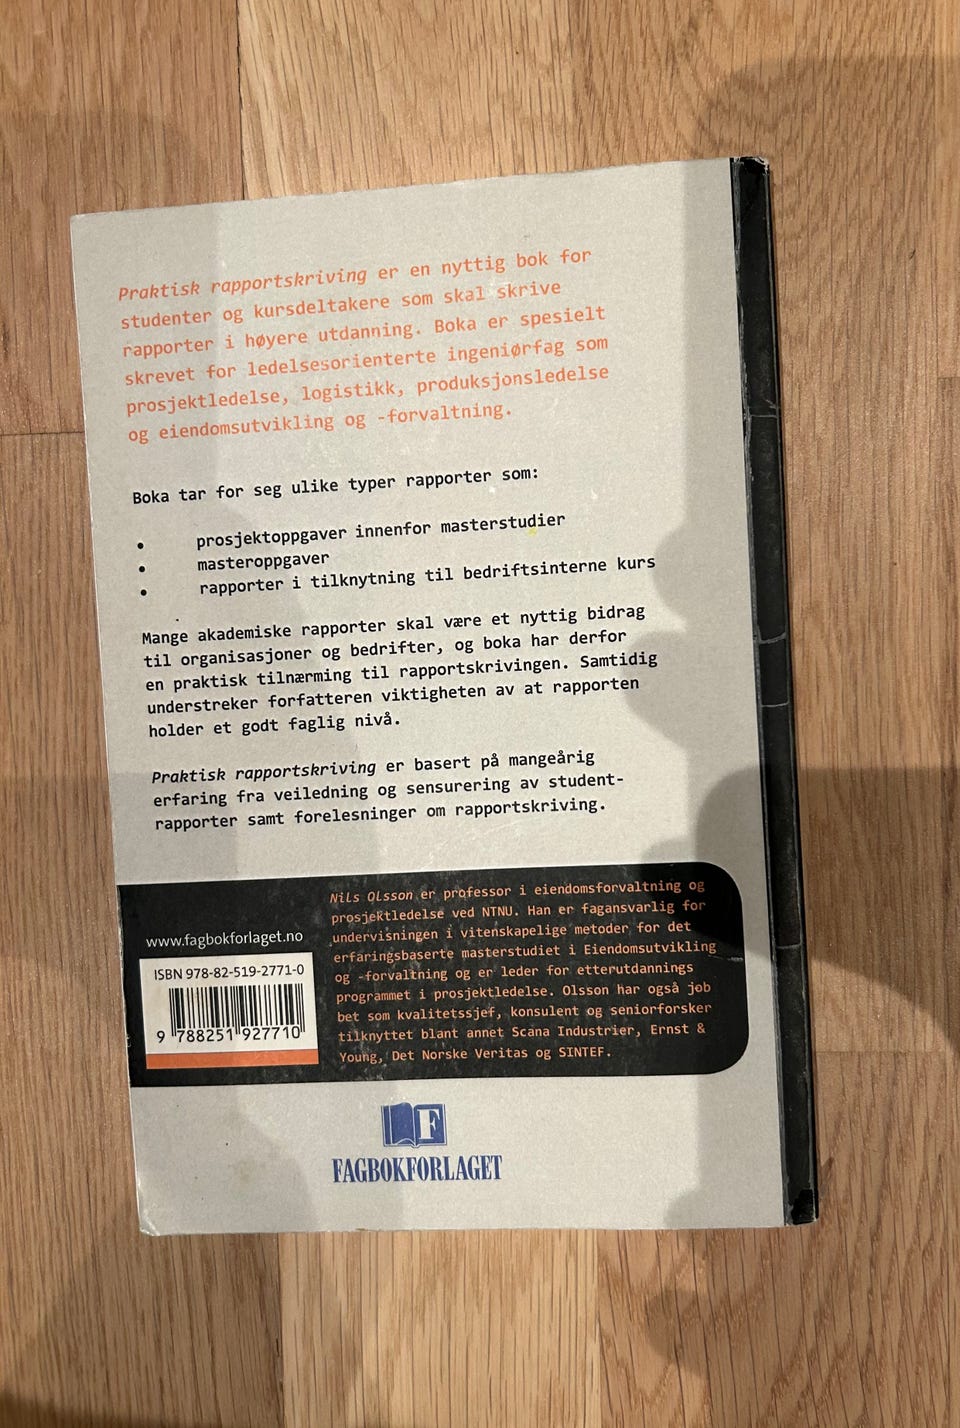 Praktisk rapportskriving er en nyttig bok for
studenter og kursdeltakere som skal skrive
rapporter i høyere utdanning. Boka er spesielt
skrevet for ledelsesorienterte ingeniørfag som
prosjektledelse, logistikk, produksjonsledelse
og eiendomsutvikling og -forvaltning.
Boka tar for seg ulike typer rapporter som:
• prosjektoppgaver innenfor masterstudier
• masteroppgaver
• rapporter i tilknytning til bedriftsinterne kurs
Mange akademiske rapporter skal være et nyttig bidrag
til organisasjoner og bedrifter, og boka har derfor
en praktisk tilnærming til rapportskrivingen. Samtidig
understreker forfatteren viktigheten av at rapporten
holder et godt faglig nivå.
Praktisk rapportskriving er basert på mangeårig
erfaring fra veiledning og sensurering av student-
rapporter samt forelesninger om rapportskriving.
www.fagbokforlaget.no
ISBN 978-82-519-2771-0
9 788251 927710
Nils Olsson er professor i eiendomsforvaltning og
prosjektledelse ved NTNU. Han er fagansvarlig for
undervisningen i vitenskapelige metoder for det
erfaringsbaserte masterstudiet i Eiendomsutvikling
og -forvaltning og er leder for etterutdannings
programmet i prosjektledelse. Olsson har også job
bet som kvalitetssjef, konsulent og seniorforsker
tilknyttet blant annet Scana Industrier, Ernst &
Young, Det Norske Veritas og SINTEF.
F
FAGBOKFORLAGET